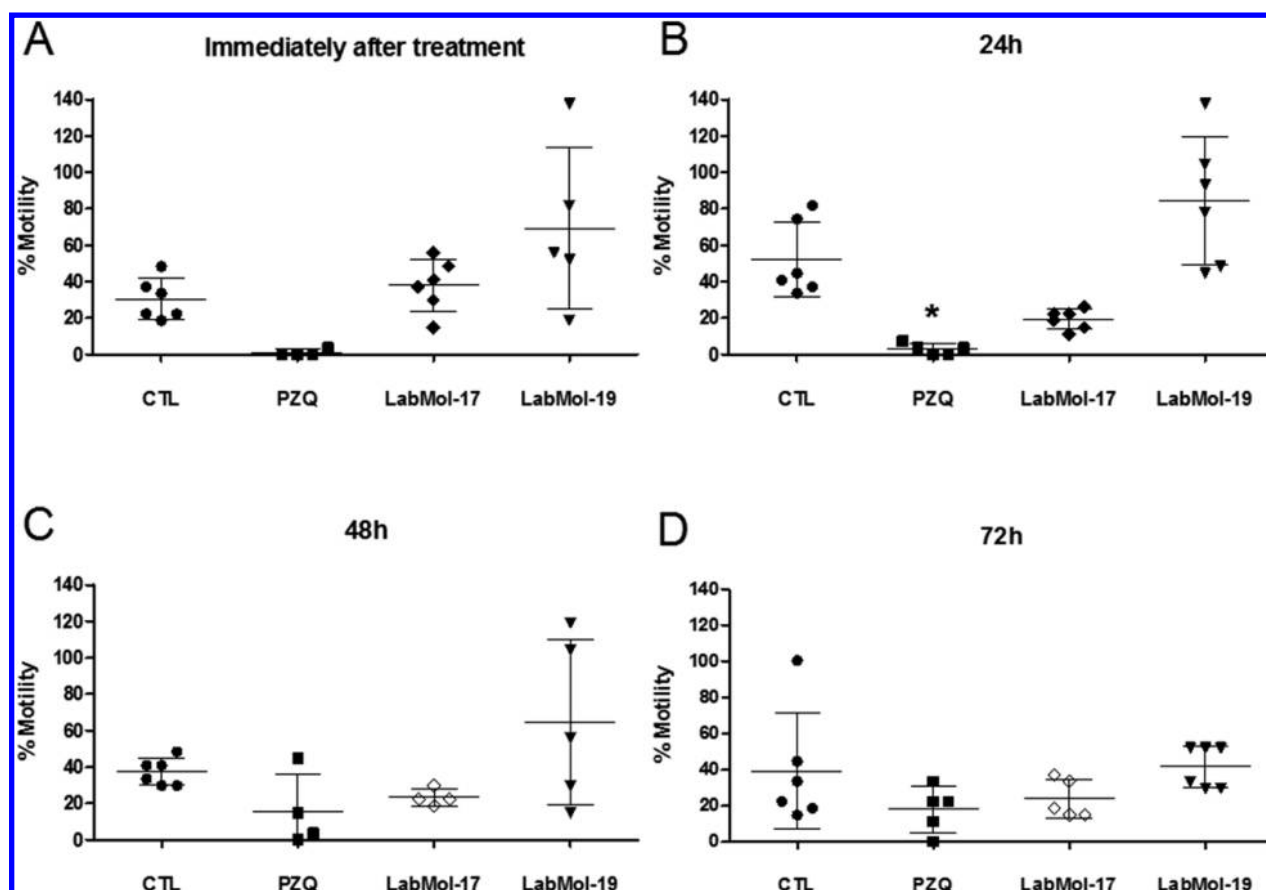 A
Immediately after treatment
140
120
100
80
60
40
20
0
% Motility
CTL PZQ LabMol-17 LabMol-19
B
24h
140
120
100
80
60
40
20
0
% Motility
*
CTL PZQ LabMol-17 LabMol-19
C
48h
140
120
100
80
60
40
20
0
% Motility
CTL PZQ LabMol-17 LabMol-19
D
72h
140
120
100
80
60
40
20
0
% Motility
CTL PZQ LabMol-17 LabMol-19